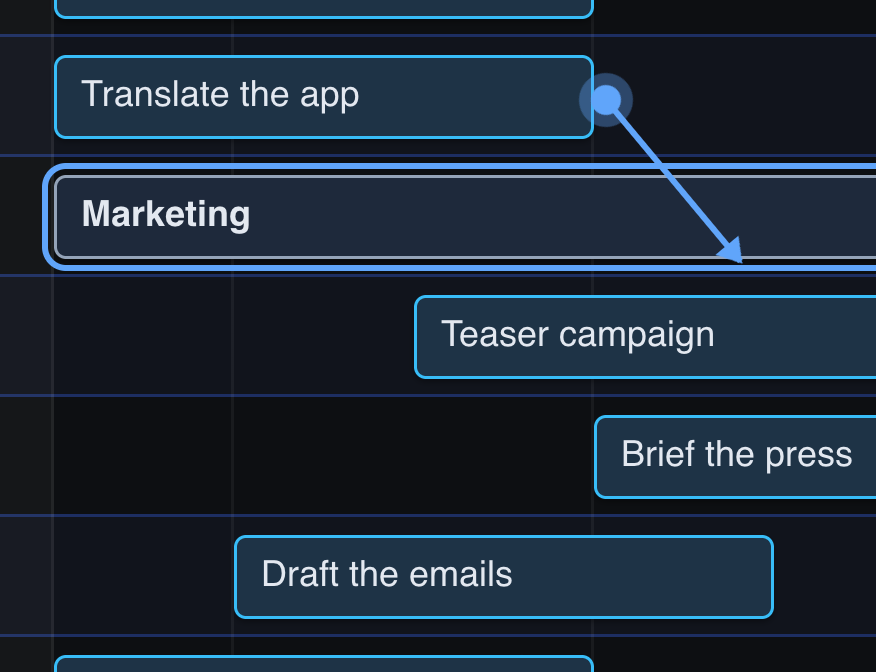 Translate the app
Marketing
Teaser campaign
Brief the press
Draft the emails